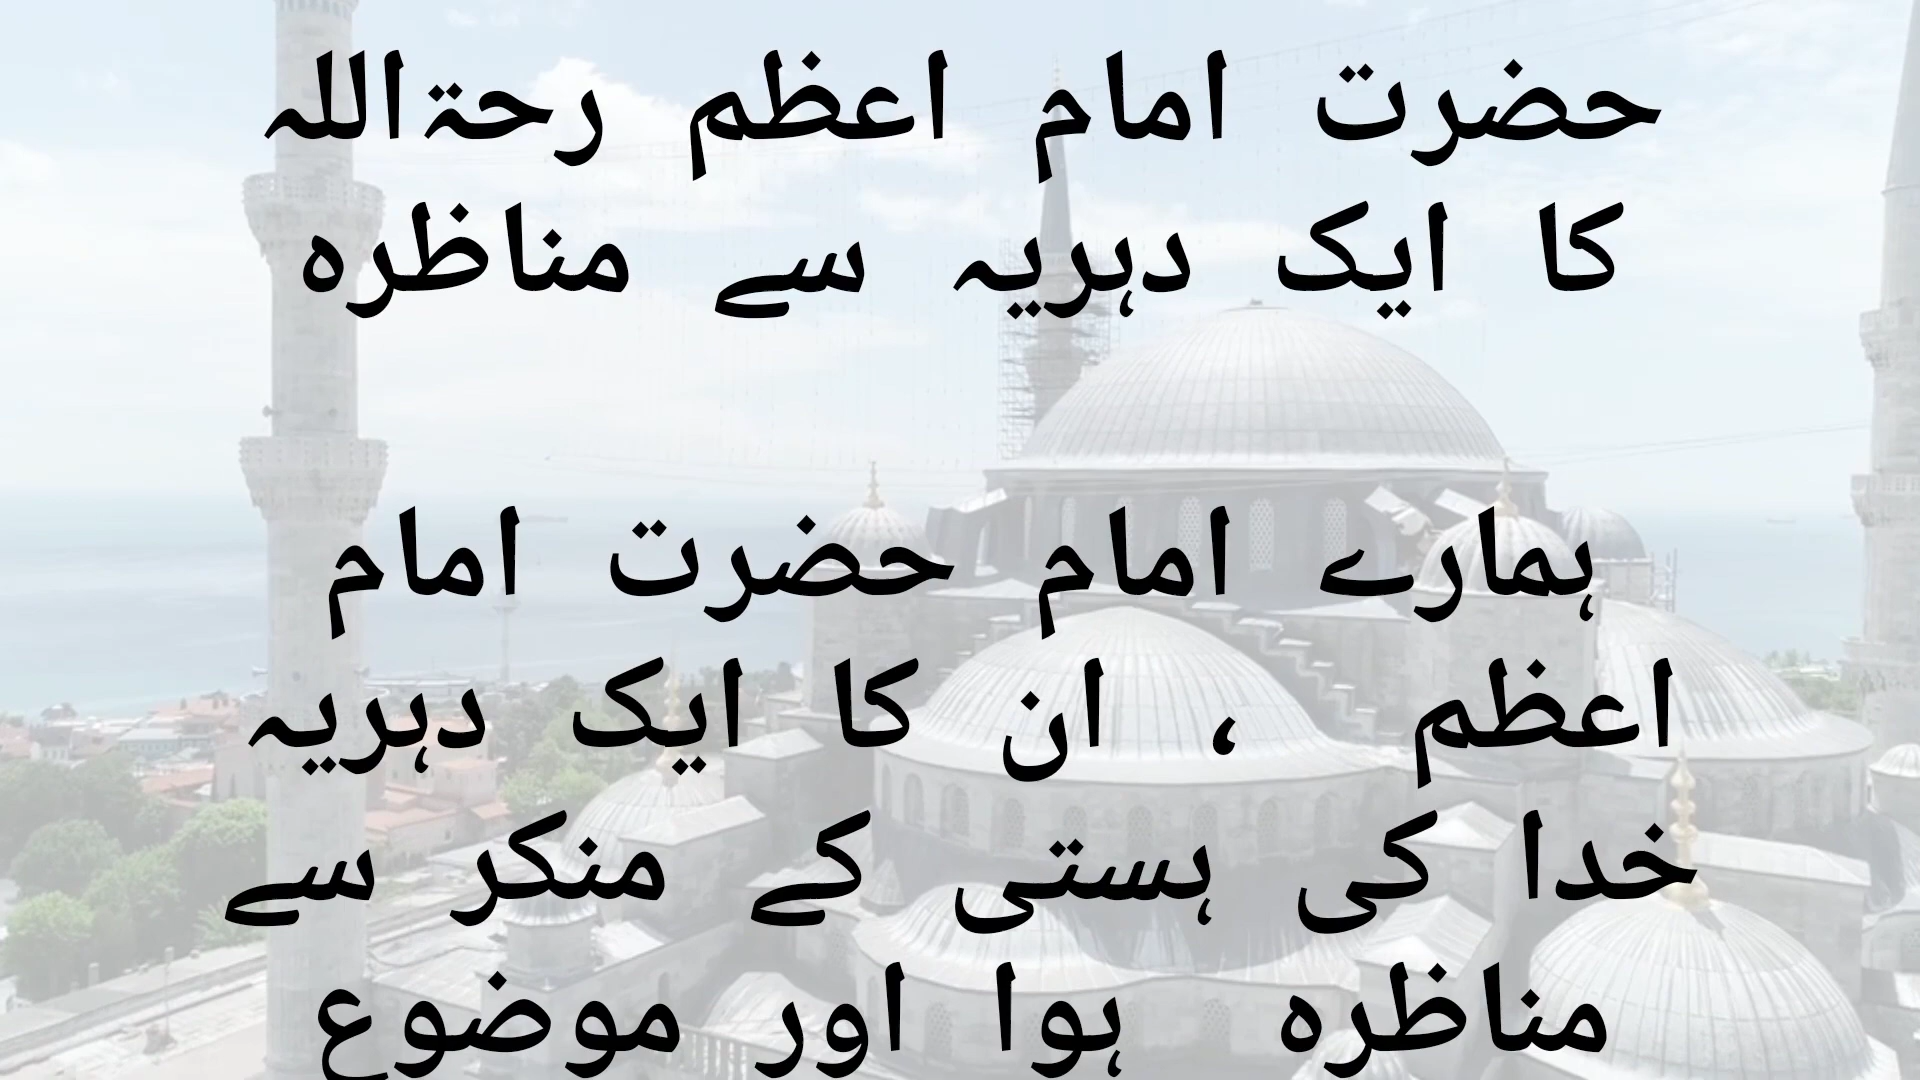 حضرت امام اعظم رحۃاللہ
کا ایک دہریہ سے مناظرہ
ہمارے امام حضرت امام
اعظم ، ان کا ایک دہریہ
خدا کی ہستی کے منکر سے
مناظرہ ہوا اور موضوع